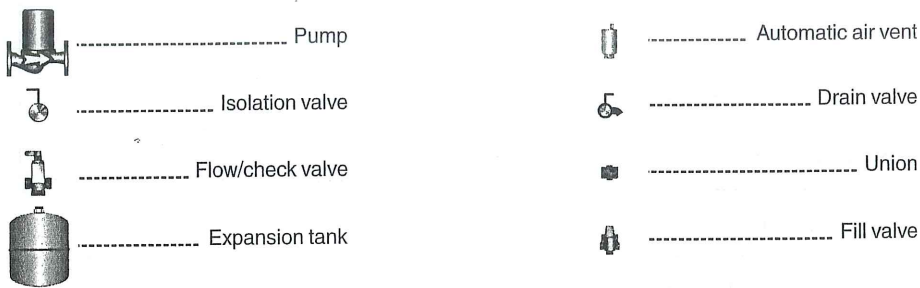 Pump
Isolation valve
Flow/check valve
Expansion tank
Automatic air vent
Drain valve
Union
Fill valve